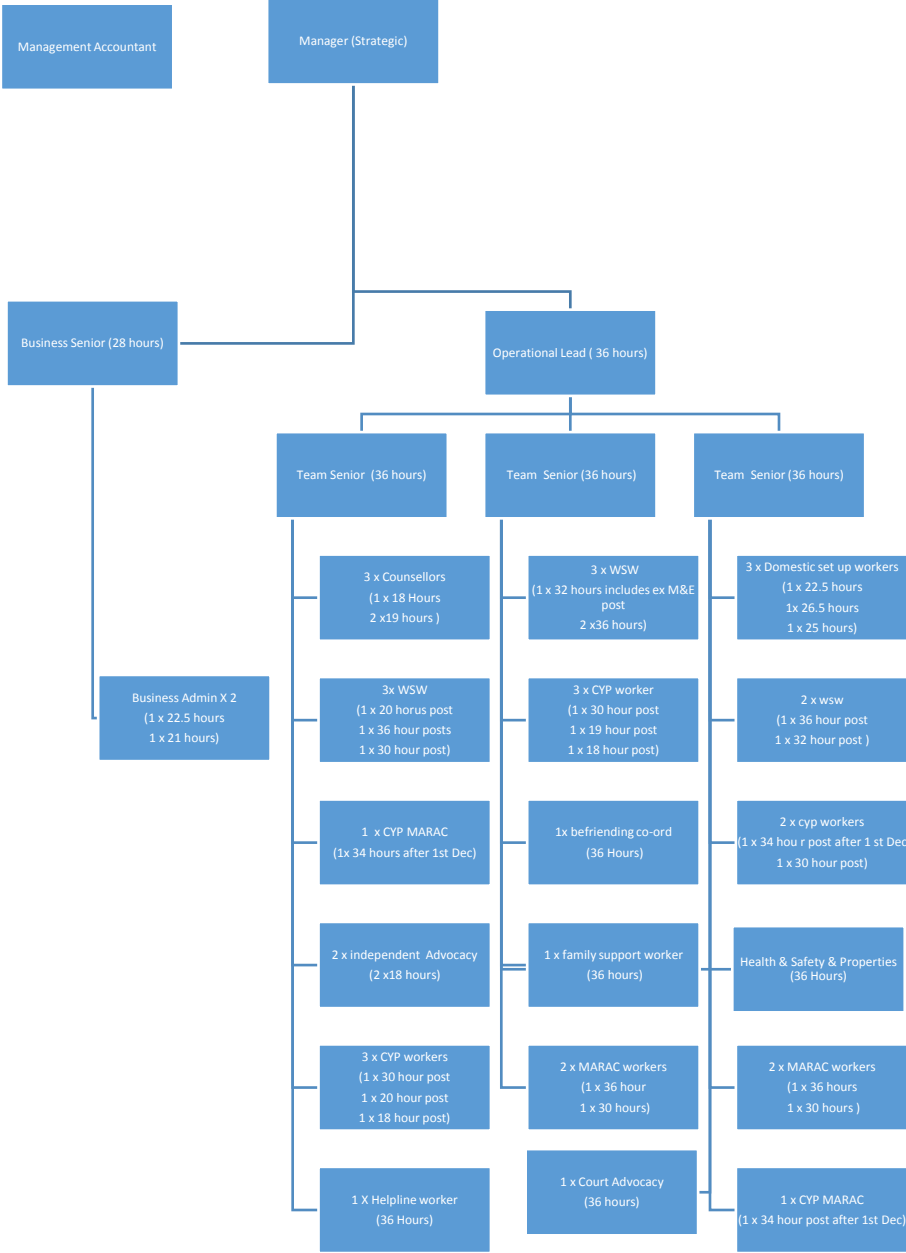 Management Accountant
Manager (Strategic)
Business Senior (28 hours)
Operational Lead ( 36 hours)
Team Senior (36 hours)
Team Senior (36 hours)
Team Senior (36 hours)
Business Admin X 2
(1 x 22.5 hours
1 x 21 hours)
3 x Counsellors
(1 x 18 Hours
2 x19 hours )
3x WSW
(1 x 20 horus post
1 x 36 hour posts
1 x 30 hour post)
1 x CYP MARAC
(1x 34 hours after 1st Dec)
2 x independent Advocacy
(2 x18 hours)
3 x CYP workers
(1 x 30 hour post
1 x 20 hour post
1 x 18 hour post)
1 X Helpline worker
(36 Hours)
3 x WSW
(1 x 32 hours includes ex M&E
post
2 x36 hours)
3 x CYP worker
(1 x 30 hour post
1 x 19 hour post
1 x 18 hour post)
1x befriending co-ord
(36 Hours)
1 x family support worker
(36 hours)
2 x MARAC workers
(1 x 36 hour
1 x 30 hours)
1 x Court Advocacy
(36 hours)
3 x Domestic set up workers
(1 x 22.5 hours
1x 26.5 hours
1 x 25 hours)
2 x wsw
(1 x 36 hour post
1 x 32 hour post )
2 x cyp workers
(1 x 34 hou r post after 1 st Dec
1 x 30 hour post)
Health & Safety & Properties
(36 Hours)
2 x MARAC workers
(1 x 36 hours
1 x 30 hours )
1 x CYP MARAC
(1 x 34 hour post after 1st Dec)